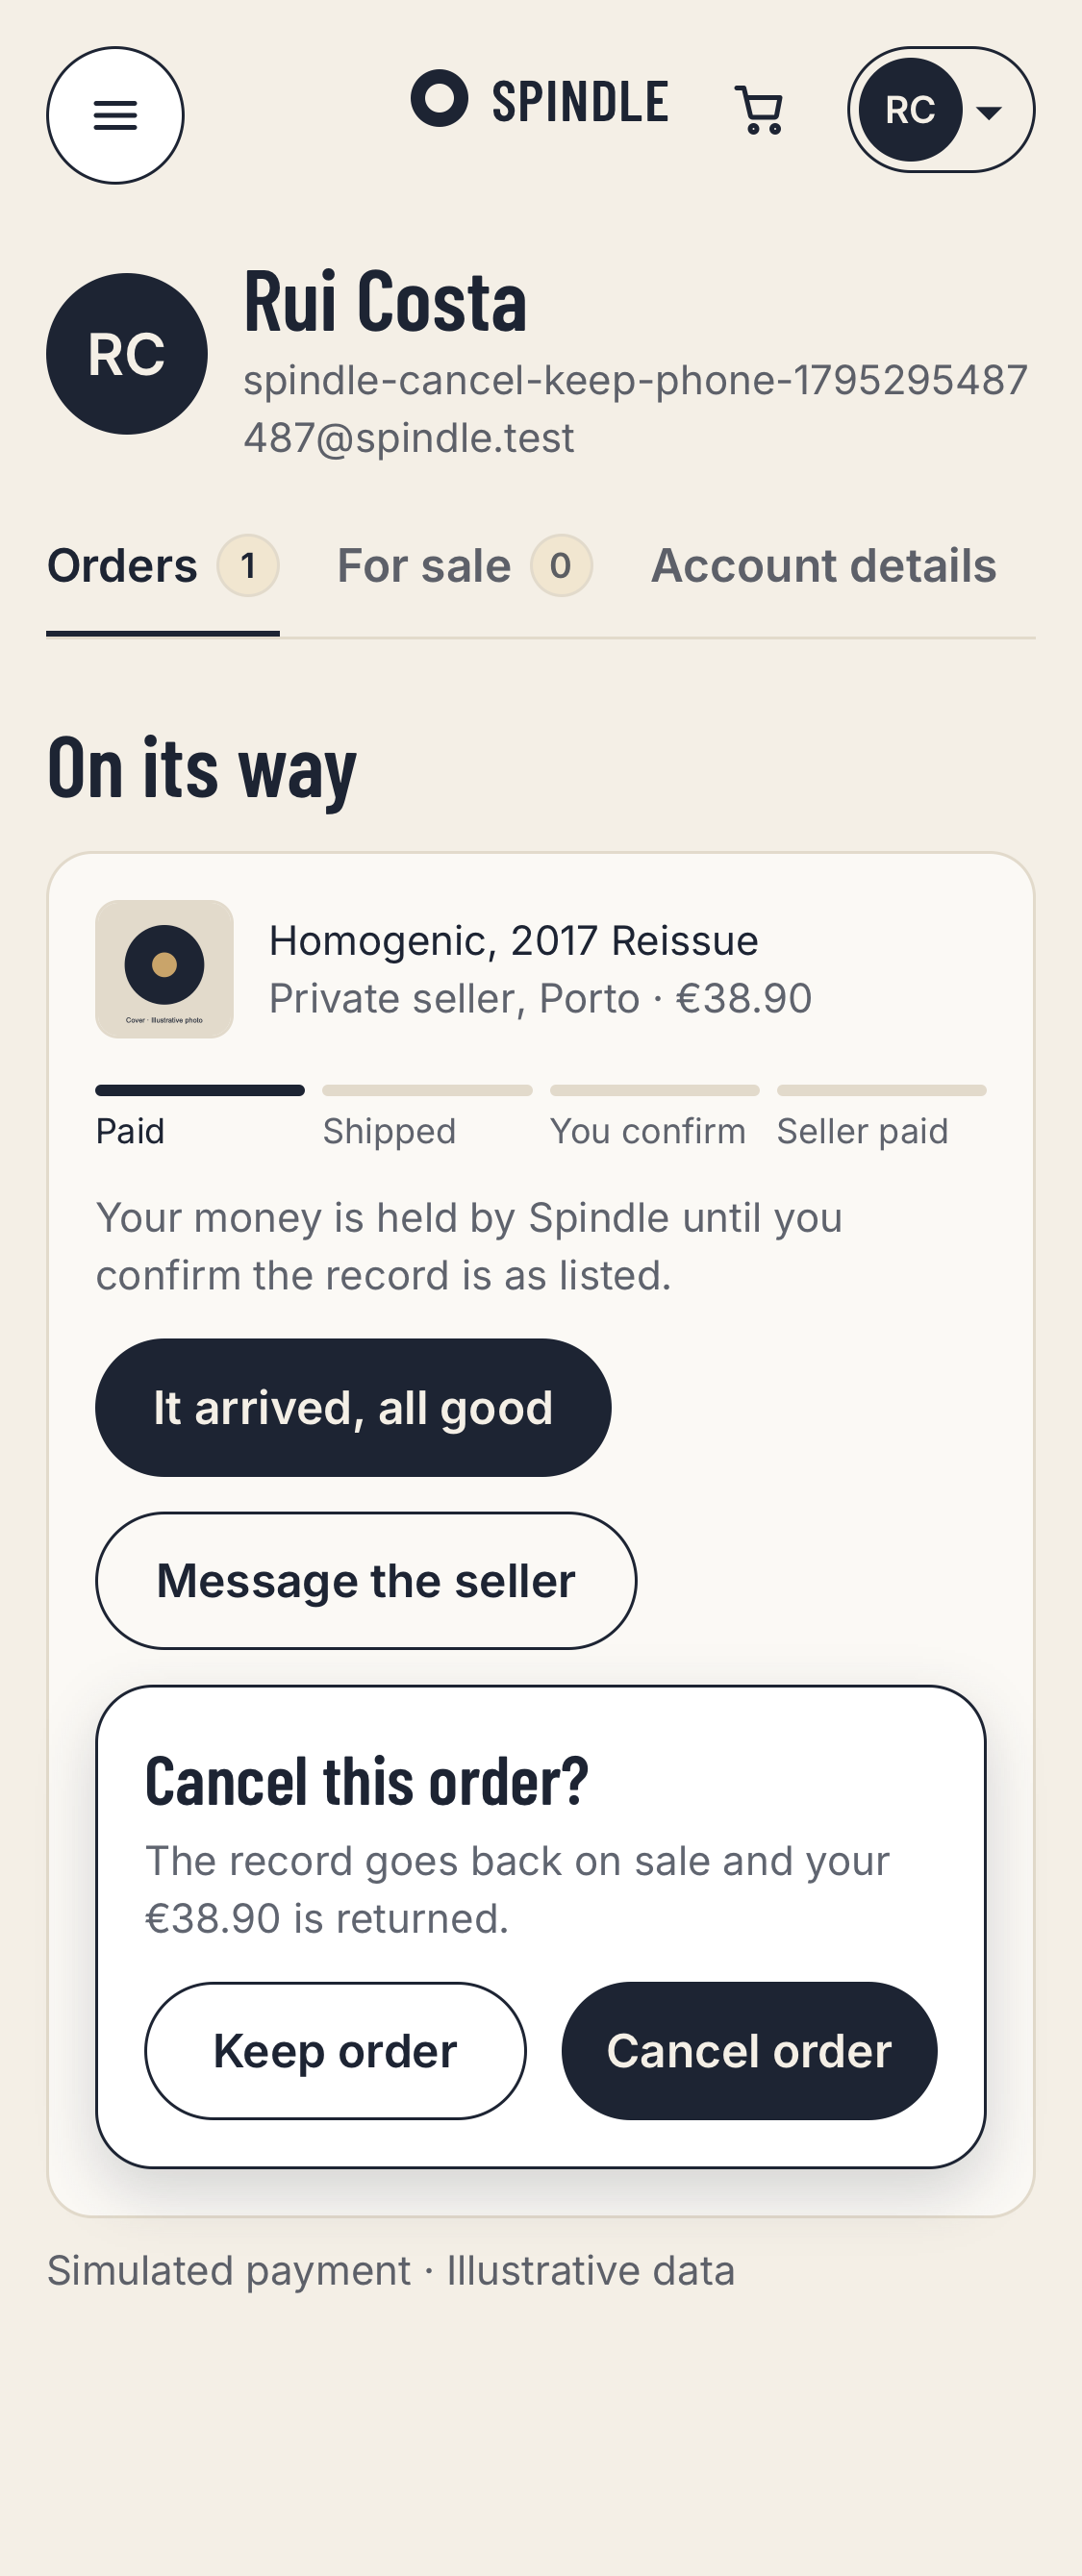 SPINDLE
RC
RC
Rui Costa
spindle-cancel-keep-phone-1795295487
487@spindle.test
Orders 1 For sale 0 Account details
On its way
Homogenic, 2017 Reissue
Private seller, Porto · €38.90
Cover · Illustrative photo
Paid Shipped You confirm Seller paid
Your money is held by Spindle until you
confirm the record is as listed.
It arrived, all good
Message the seller
Cancel this order?
The record goes back on sale and your
€38.90 is returned.
Keep order Cancel order
Simulated payment · Illustrative data